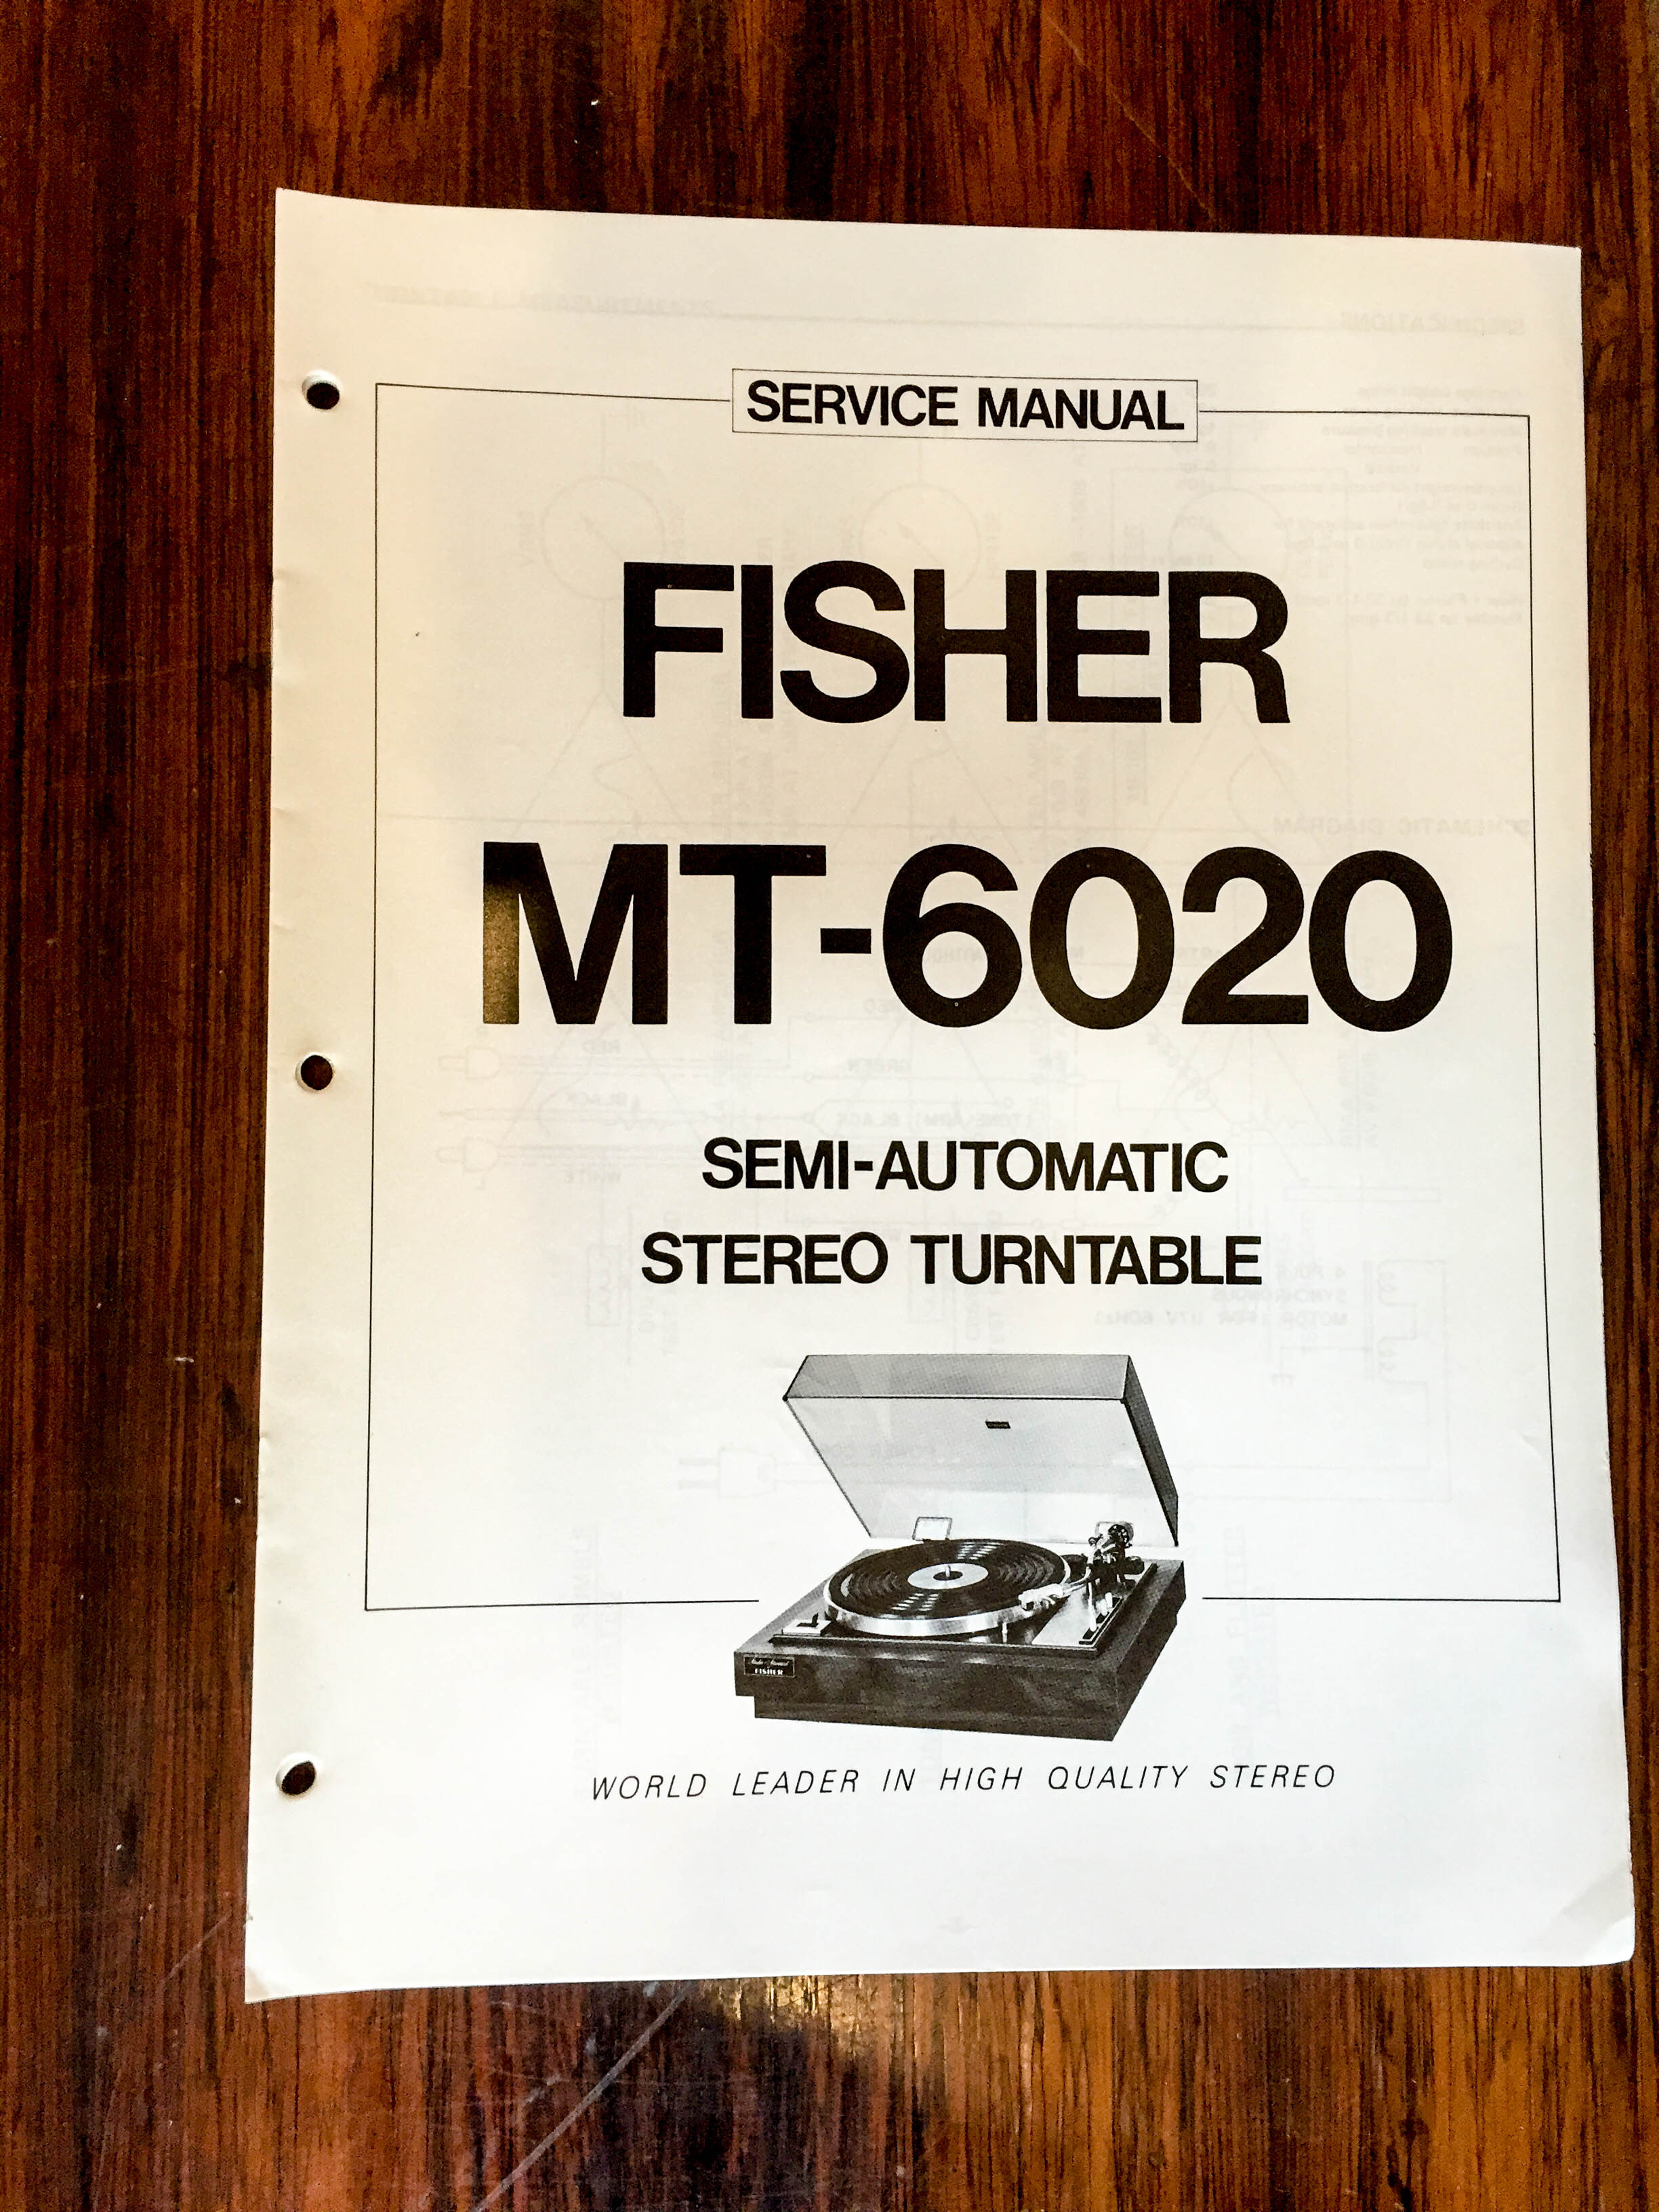 SERVICE MANUAL
FISHER
MT-6020
SEMI-AUTOMATIC
STEREO TURNTABLE
FISHER
WORLD LEADER IN HIGH QUALITY STEREO